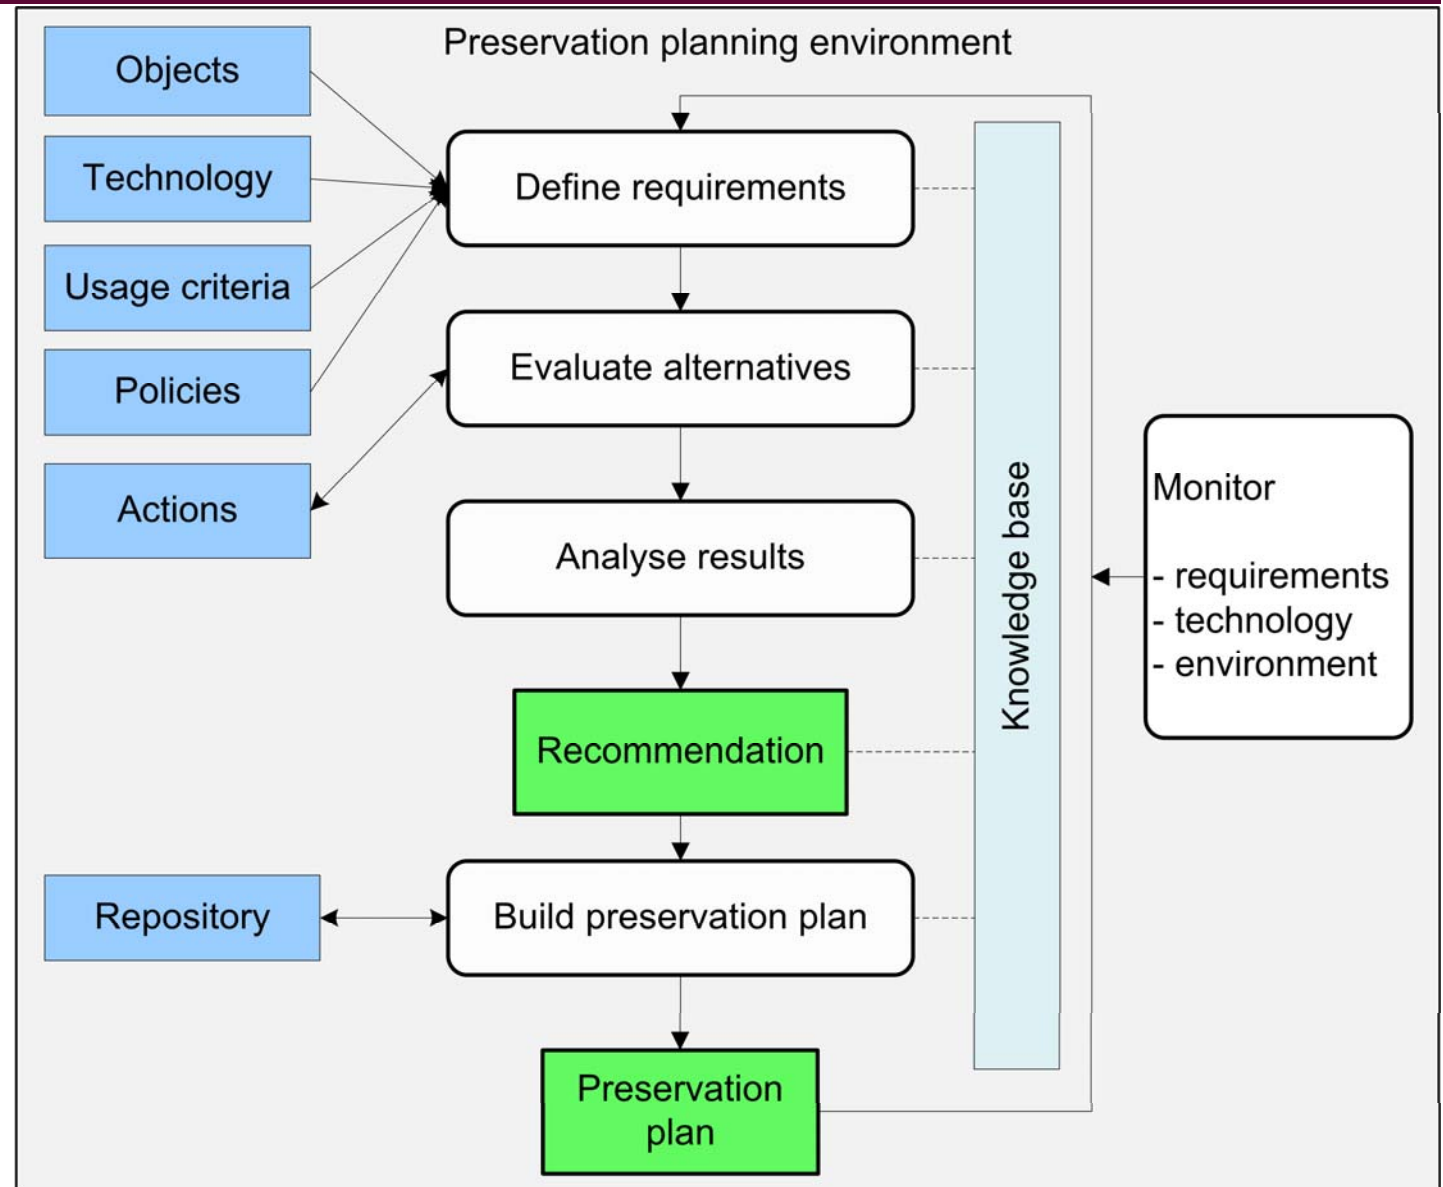 Preservation planning environment
Objects
Technology
Usage criteria
Policies
Actions
Repository
Define requirements
Evaluate alternatives
Analyse results
Recommendation
Build preservation plan
Preservation
plan
Knowledge base
Monitor
- requirements
- technology
- environment